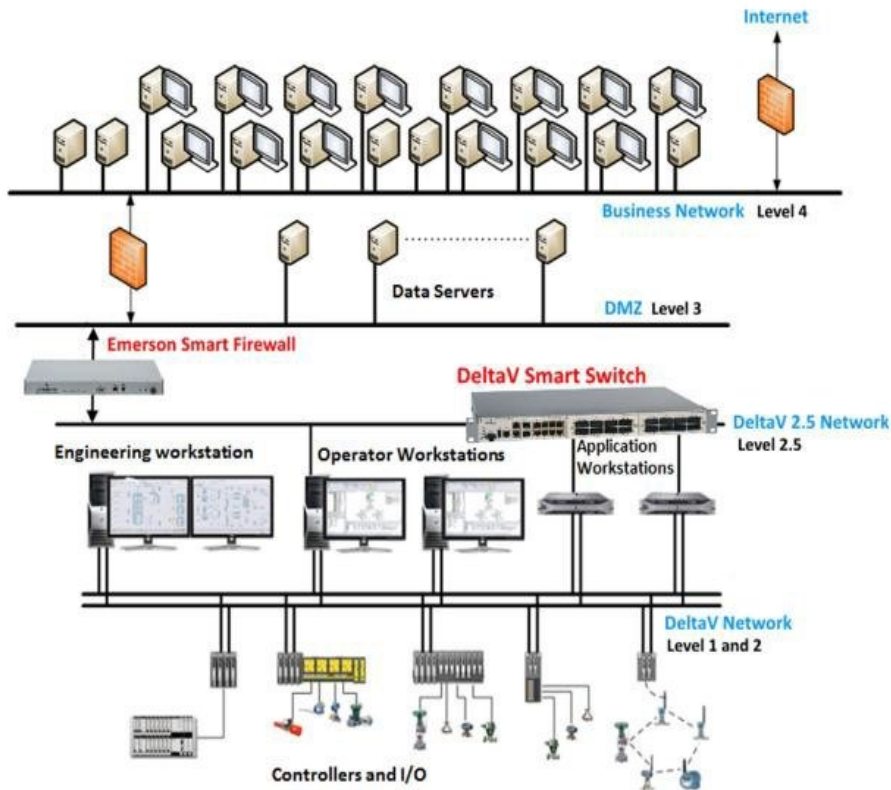 Internet
Business Network Level 4
Data Servers
DMZ Level 3
Emerson Smart Firewall
DeltaV Smart Switch
DeltaV 2.5 Network
Level 2.5
Engineering workstation
Operator Workstations
Application
Workstations
DeltaV Network
Level 1 and 2
Controllers and I/O